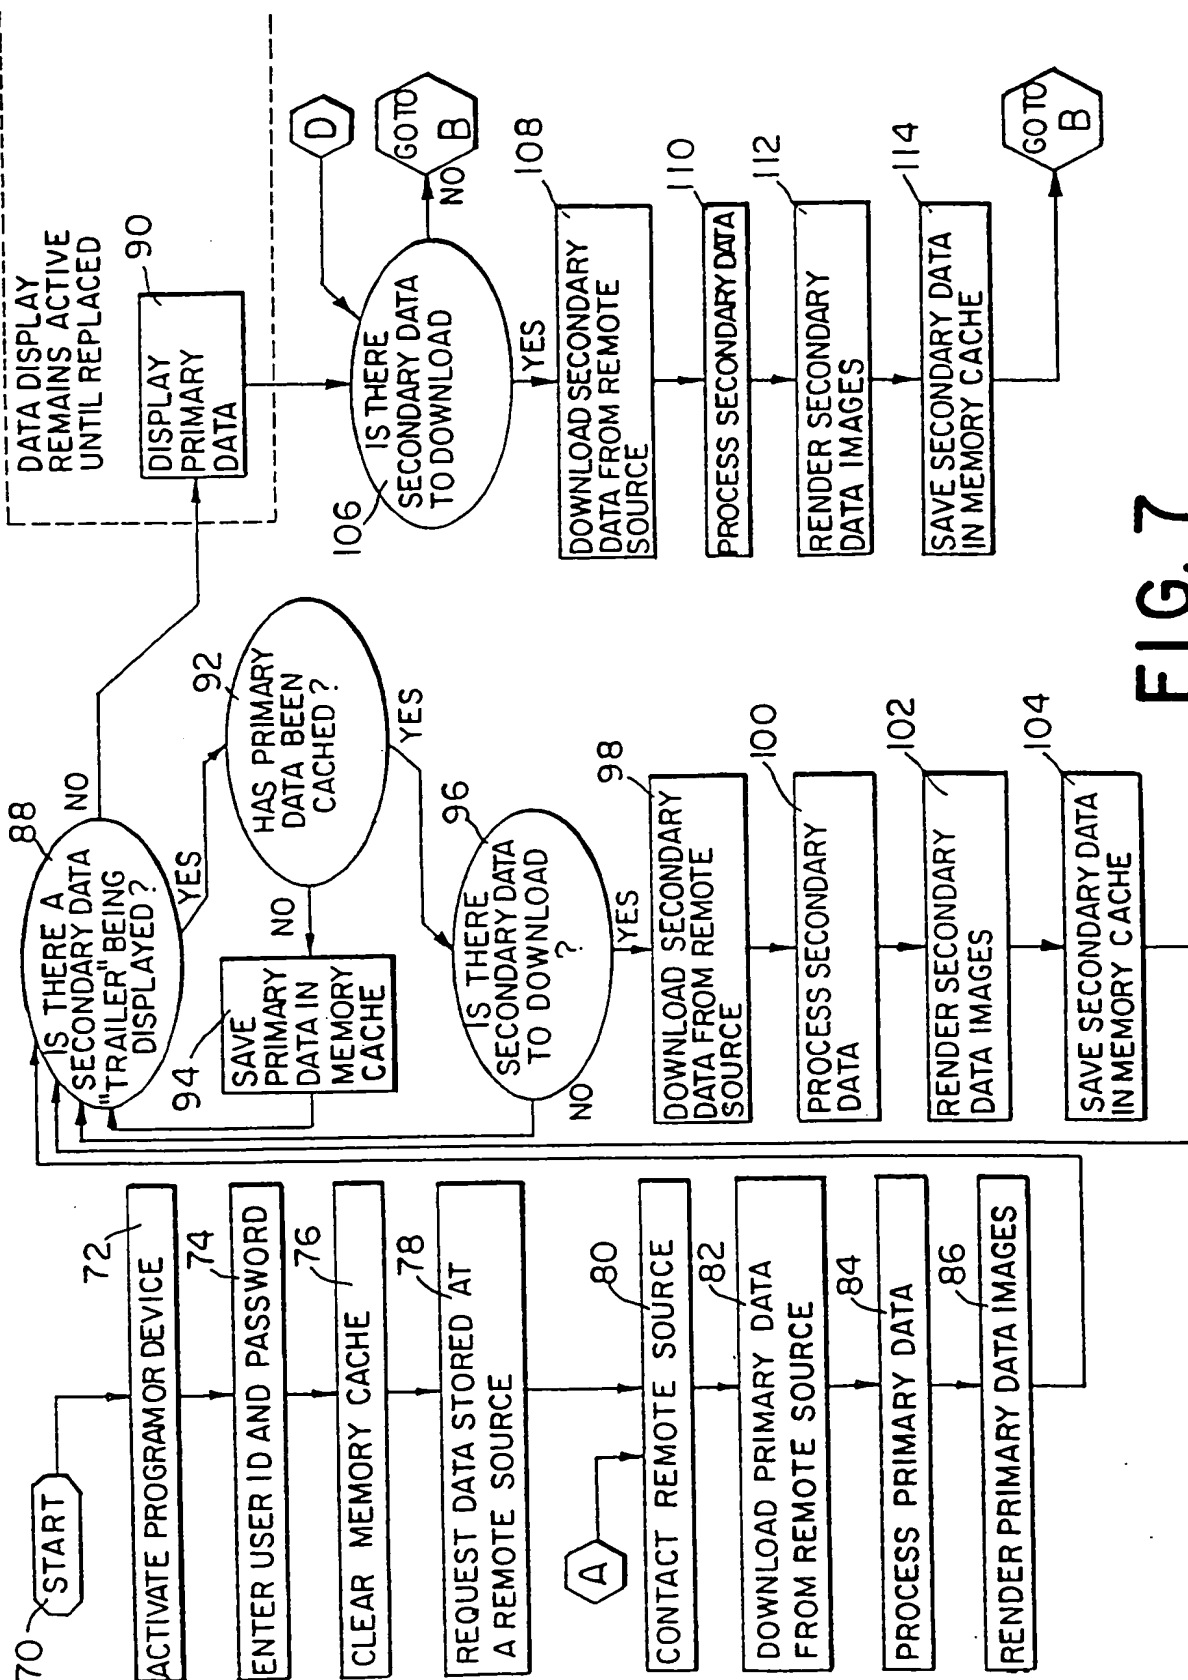 70
START
72
ACTIVATE PROGRAM OR DEVICE
74
ENTER USER ID AND PASSWORD
76
CLEAR MEMORY CACHE
78
REQUEST DATA STORED AT
A REMOTE SOURCE
A
80
CONTACT REMOTE SOURCE
82
DOWNLOAD PRIMARY DATA
FROM REMOTE SOURCE
84
PROCESS PRIMARY DATA
86
RENDER PRIMARY DATA IMAGES
88
IS THERE A
SECONDARY DATA
"TRAILER" BEING
DISPLAYED?
NO
YES
92
HAS PRIMARY
DATA BEEN
CACHED?
NO
YES
94
SAVE
PRIMARY
DATA IN
MEMORY
CACHE
96
IS THERE
SECONDARY DATA
TO DOWNLOAD
?
NO
YES
98
DOWNLOAD SECONDARY
DATA FROM REMOTE
SOURCE
100
PROCESS SECONDARY
DATA
102
RENDER SECONDARY
DATA IMAGES
104
SAVE SECONDARY DATA
IN MEMORY CACHE
DATA DISPLAY
REMAINS ACTIVE
UNTIL REPLACED
90
DISPLAY
PRIMARY
DATA
D
106
IS THERE
SECONDARY DATA
TO DOWNLOAD
NO
GO TO
B
YES
108
DOWNLOAD SECONDARY
DATA FROM REMOTE
SOURCE
110
PROCESS SECONDARY DATA
112
RENDER SECONDARY
DATA IMAGES
114
SAVE SECONDARY DATA
IN MEMORY CACHE
GO TO
B
FIG. 7